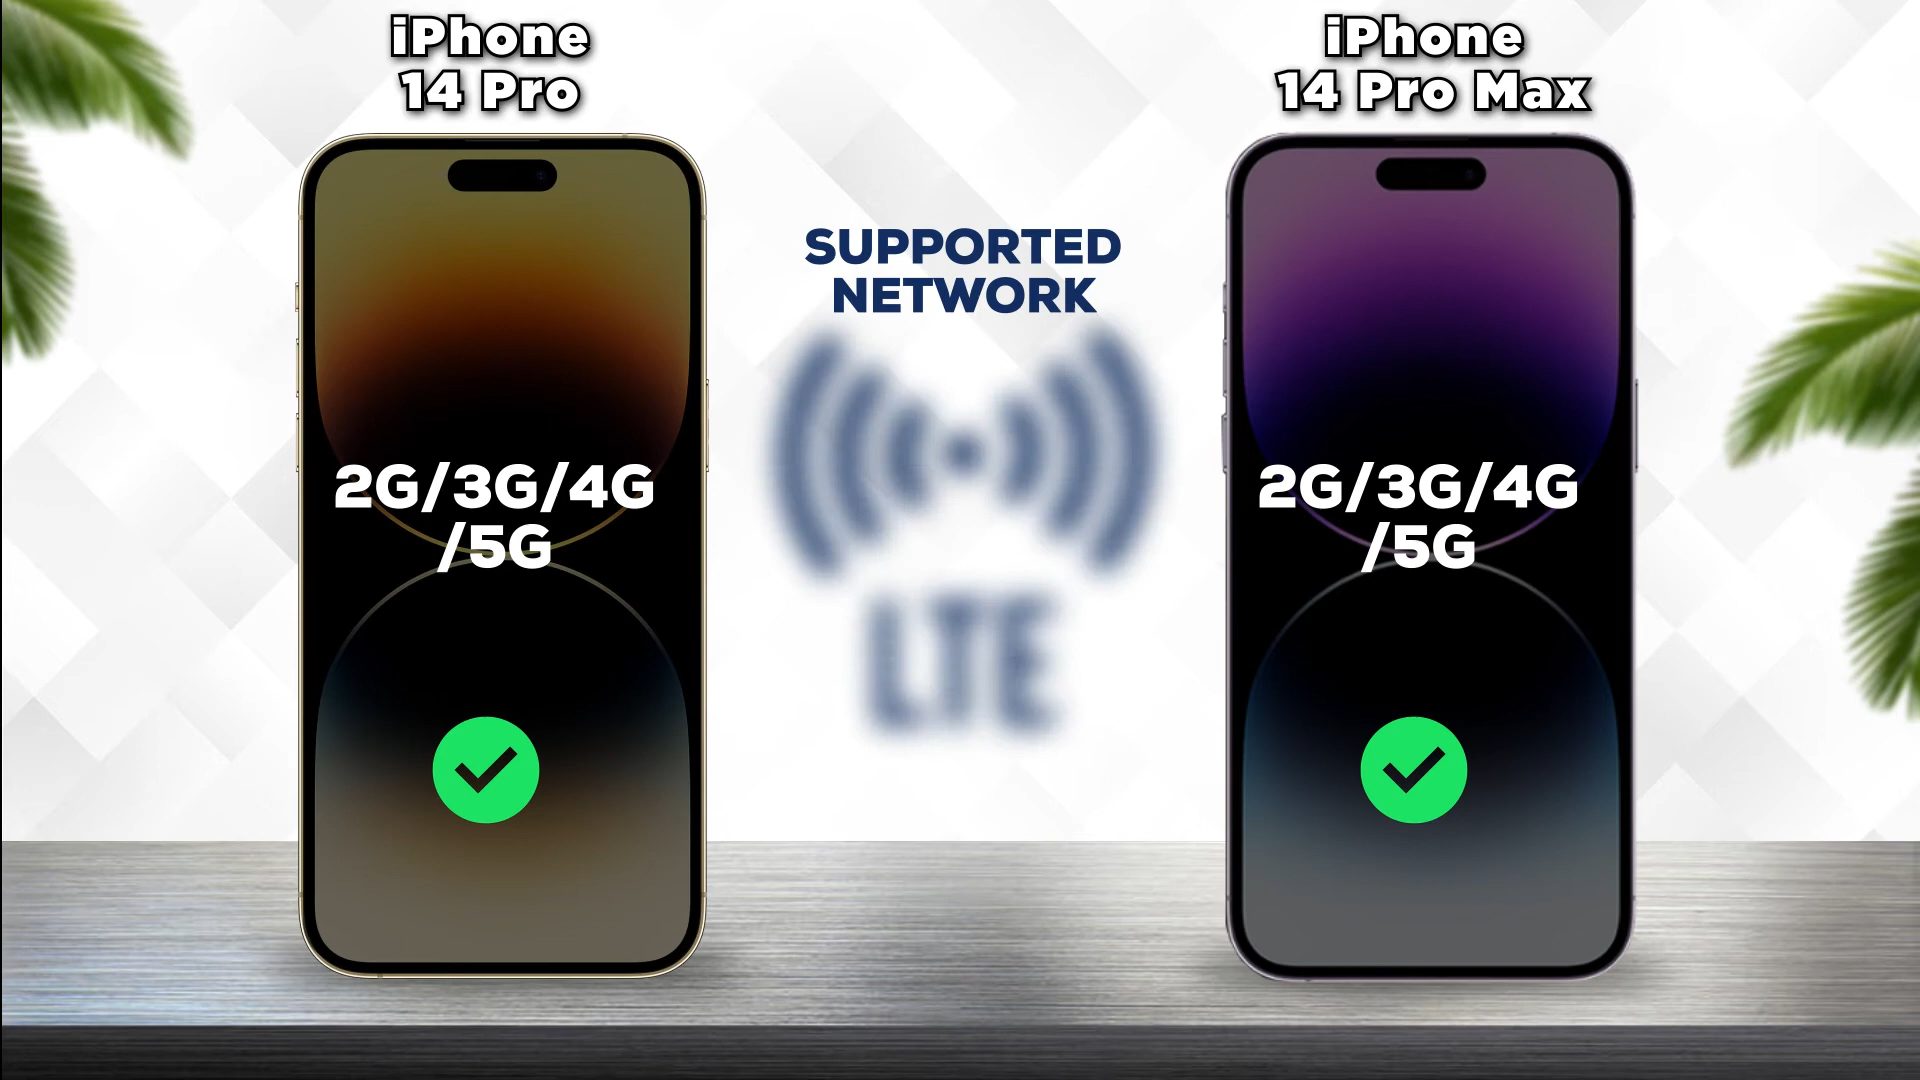 iPhone
14 Pro
iPhone
14 Pro Max
SUPPORTED
NETWORK
2G/3G/4G
/5G
2G/3G/4G
/5G
LTE